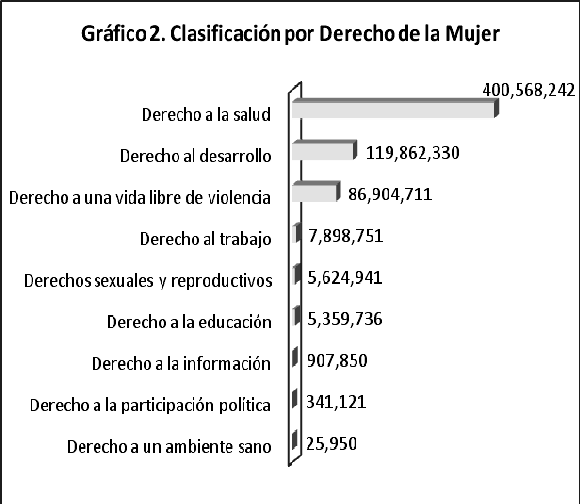 Gráfico 2. Clasificación por Derecho de la Mujer
Derecho a la salud 400,568,242
Derecho al desarrollo 119,862,330
Derecho a una vida libre de violencia 86,904,711
Derecho al trabajo 7,898,751
Derechos sexuales y reproductivos 5,624,941
Derecho a la educación 5,359,736
Derecho a la información 907,850
Derecho a la participación política 341,121
Derecho a un ambiente sano 25,950